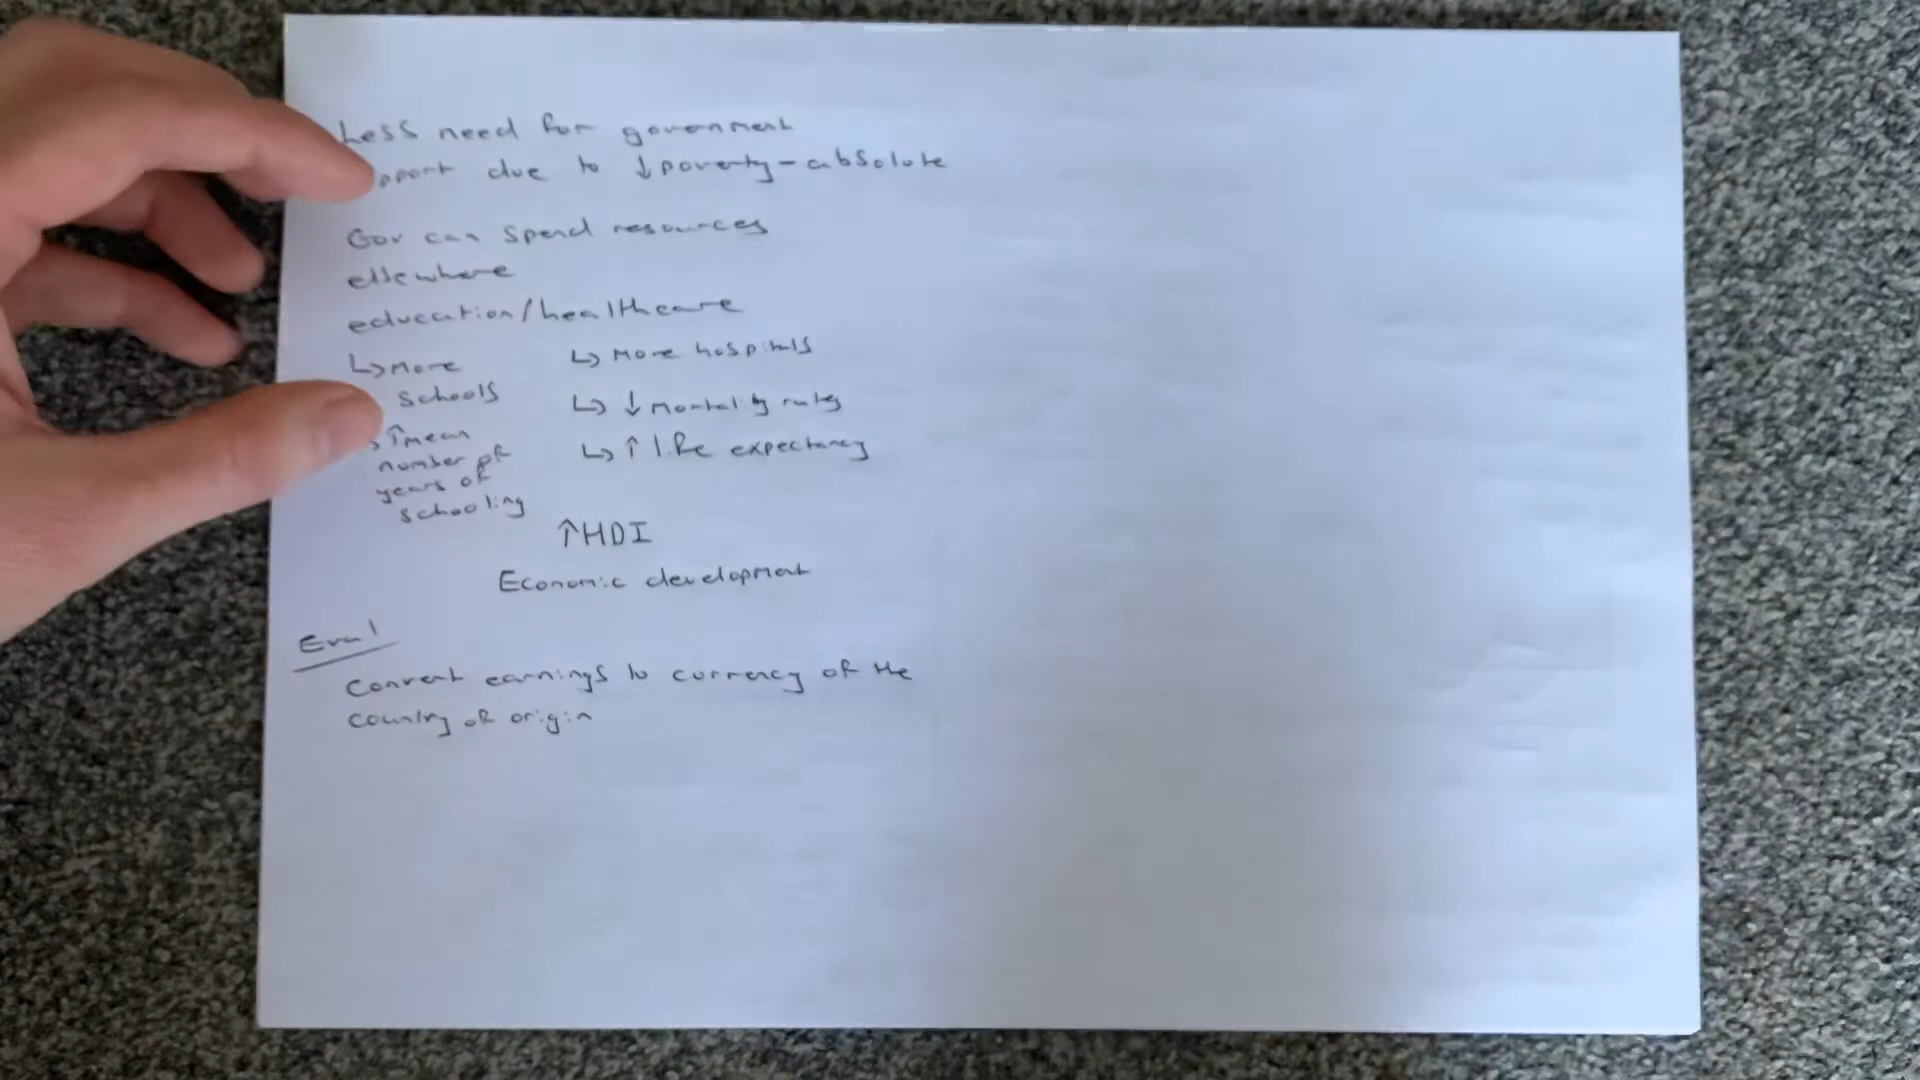 Less need for government
pport due to ↓poverty-absolute
Gov can spend resources
elsewhere
education/healthcare
↳ More
schools
↑mean
number of
years of
schooling
↳ More hospitals
↳ ↓ mortality rates
↳ ↑ life expectancy
↑HDI
Economic development
Eval
Convert earnings to currency of the
country of origin